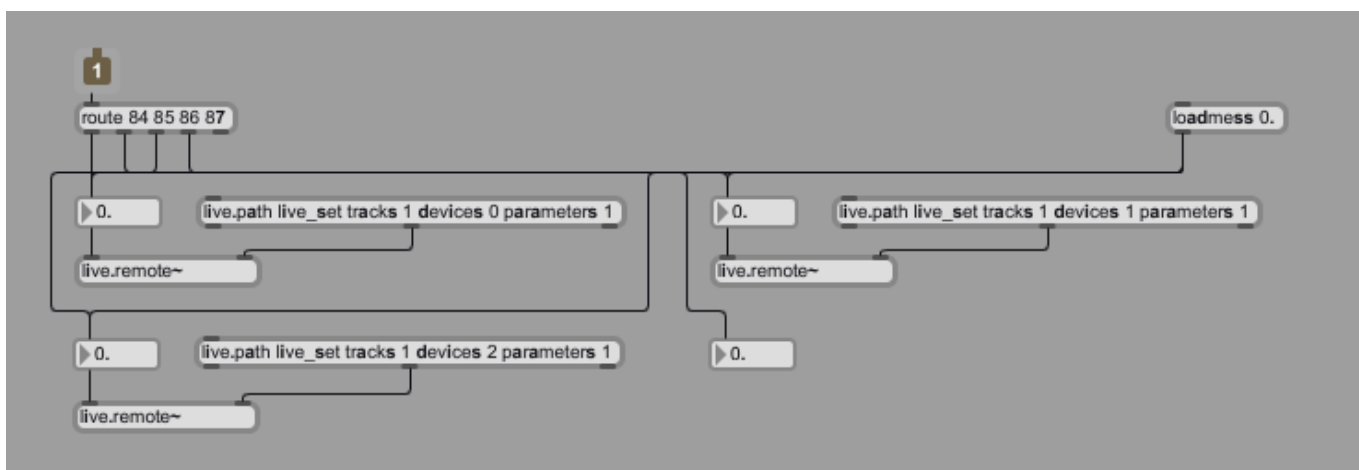 1
route 84 85 86 87
loadmess 0.
0.
live.path live_set tracks 1 devices 0 parameters 1
0.
live.path live_set tracks 1 devices 1 parameters 1
live.remote~
live.remote~
0.
live.path live_set tracks 1 devices 2 parameters 1
0.
live.remote~